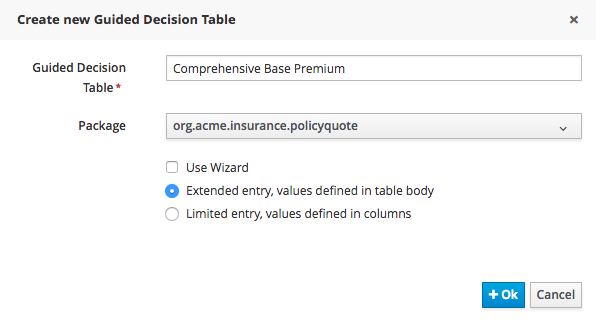 Create new Guided Decision Table ×
Guided Decision
Table *
Comprehensive Base Premium
Package
org.acme.insurance.policyquote
Use Wizard
Extended entry, values defined in table body
Limited entry, values defined in columns
+ Ok Cancel